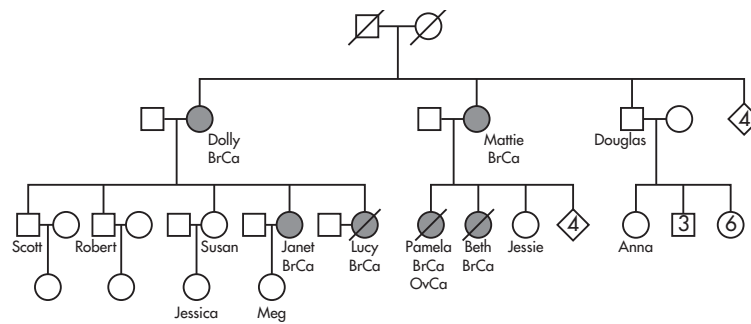 4
Dolly
BrCa
Mattie
BrCa
Douglas
4
3
6
Scott
Robert
Susan
Janet
BrCa
Lucy
BrCa
Pamela
BrCa
OvCa
Beth
BrCa
Jessie
Anna
Jessica
Meg